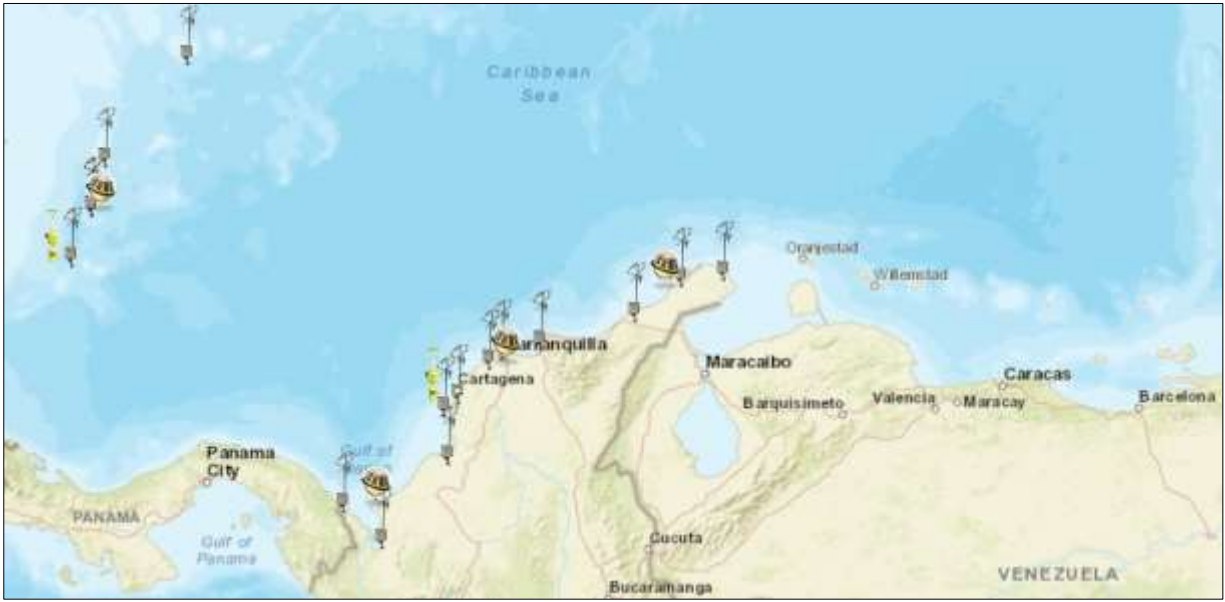 Caribbean
Sea
Oranjestad
Willemstad
Barranquilla
Cartagena
Maracaibo
Caracas
Barquisimeto
Valencia
Maracay
Barcelona
Panama
City
Gulf of
PANAMÁ
Gulf of
Panama
Cucuta
Bucaramanga
VENEZUELA